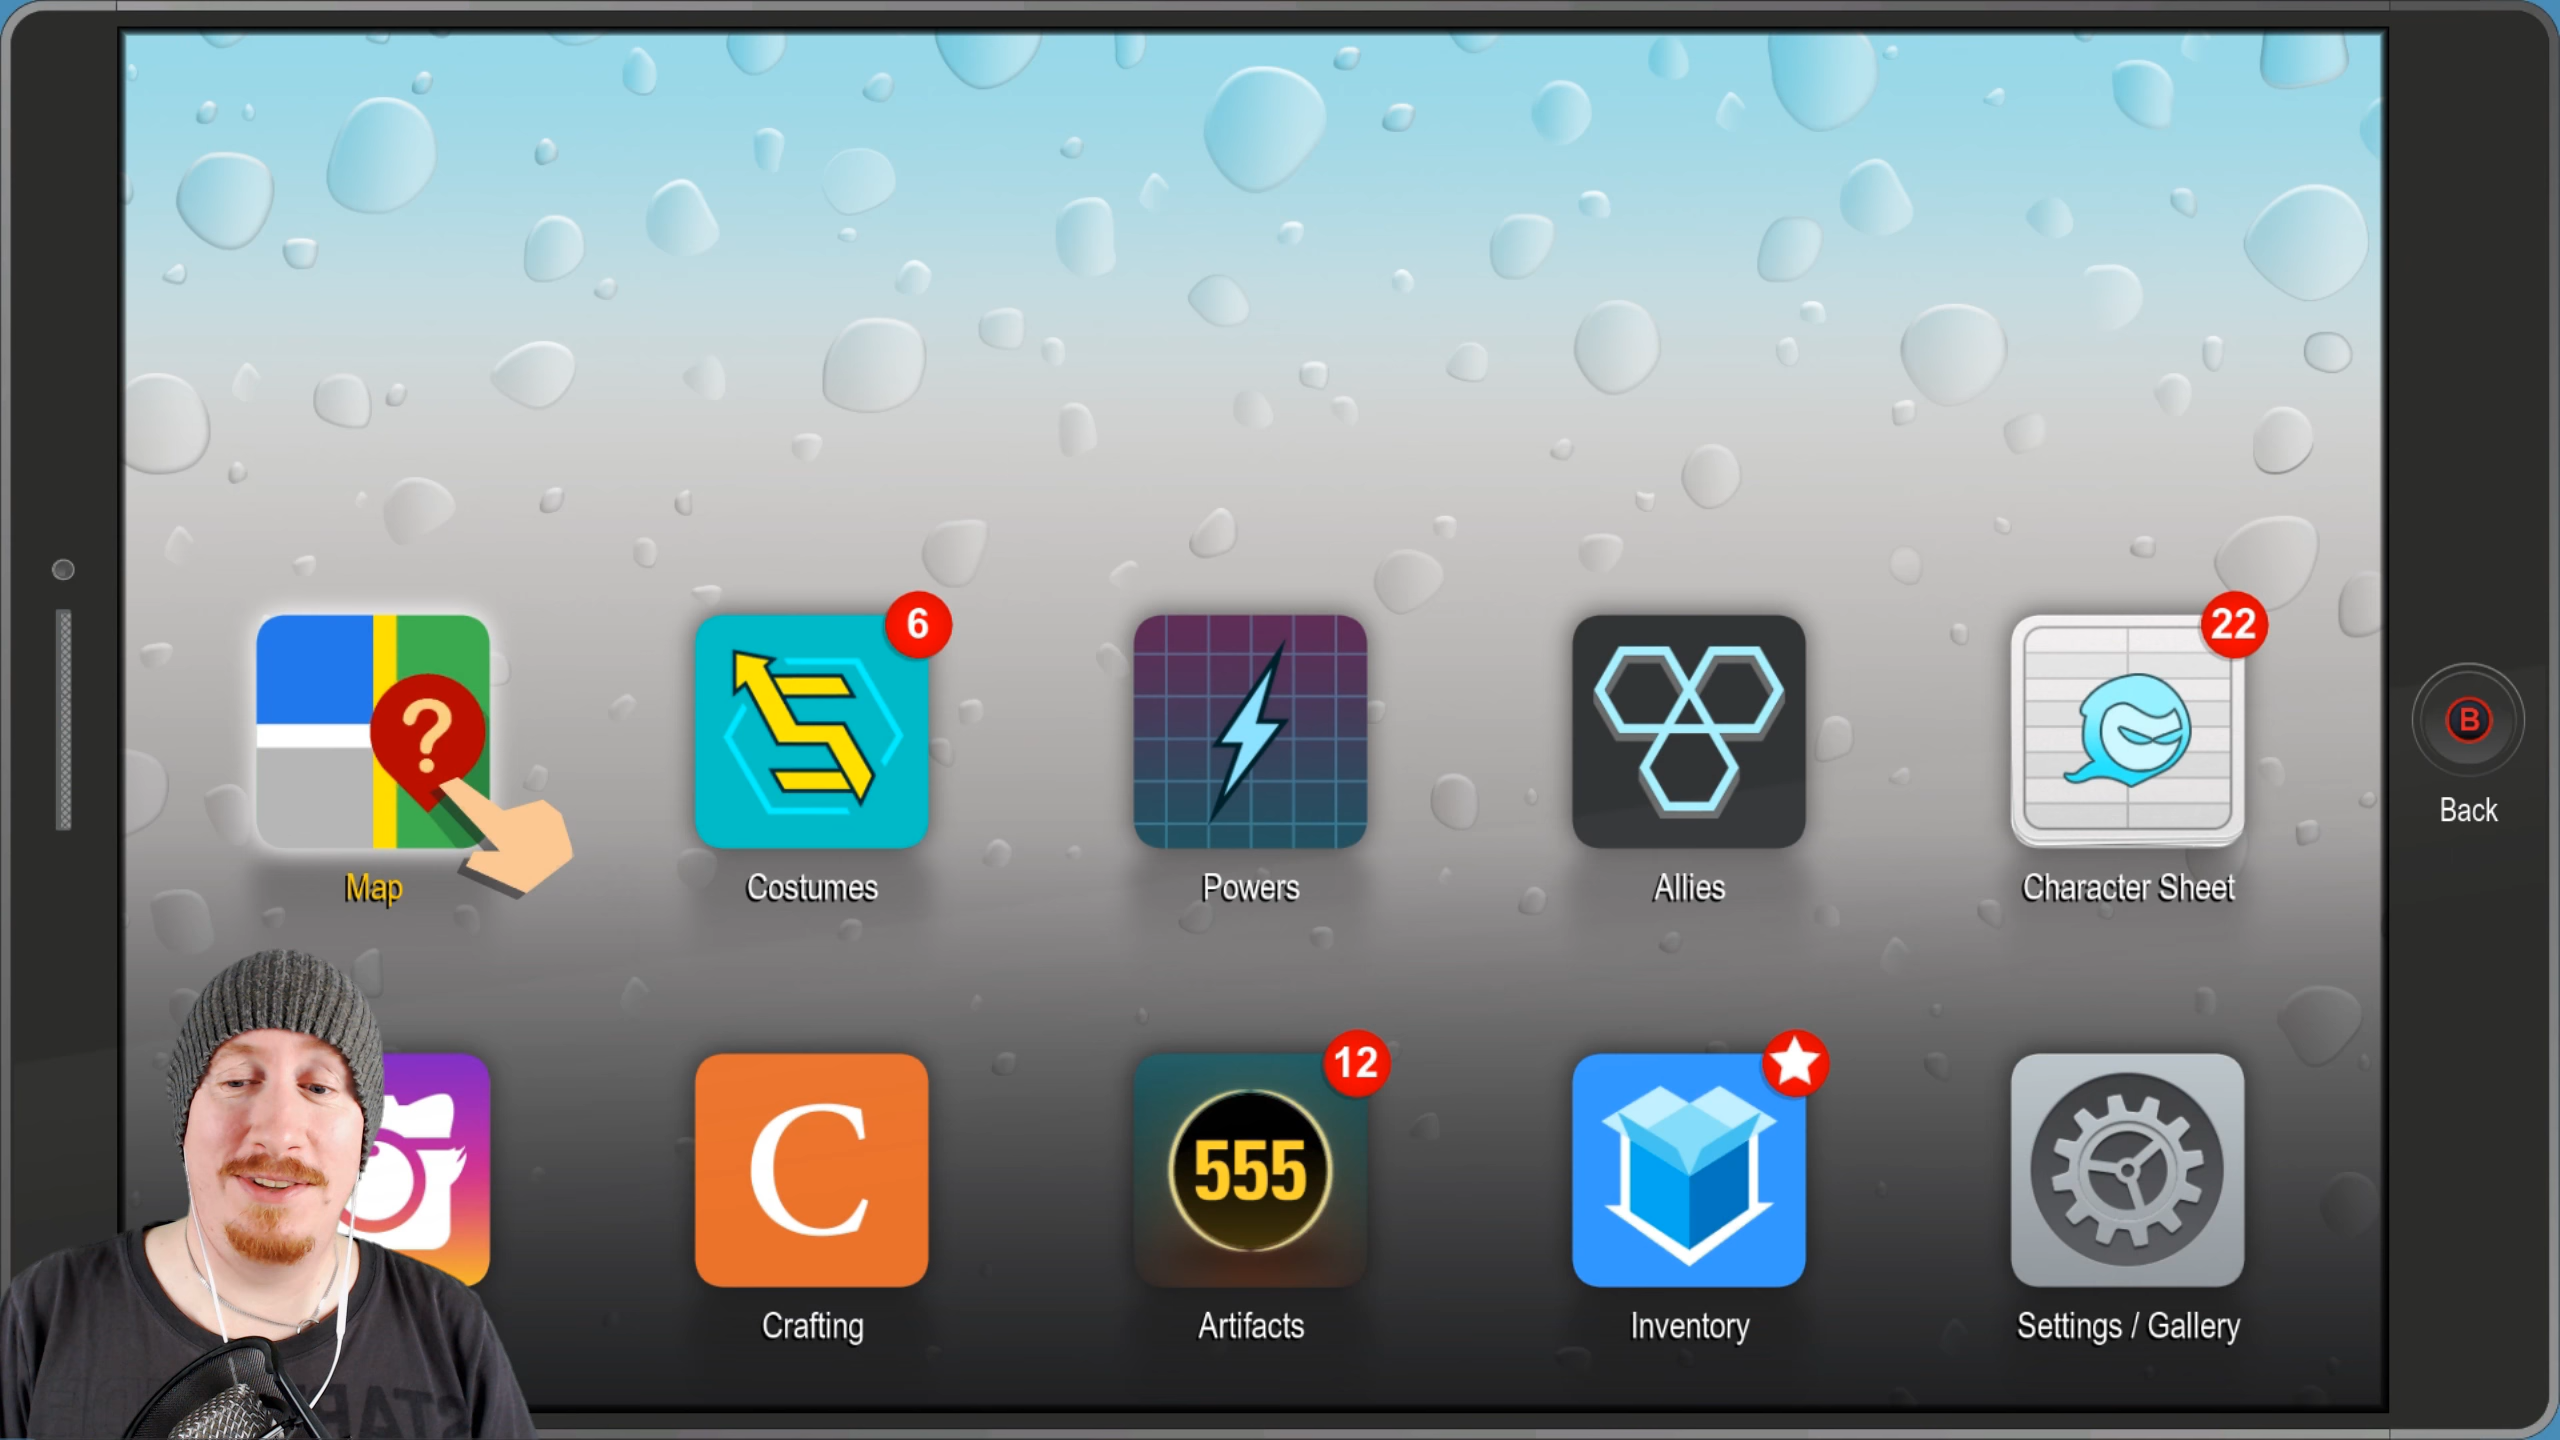 6
22
?
B
Back
Map
Costumes
Powers
Allies
Character Sheet
12
C
555
Crafting
Artifacts
Inventory
Settings / Gallery